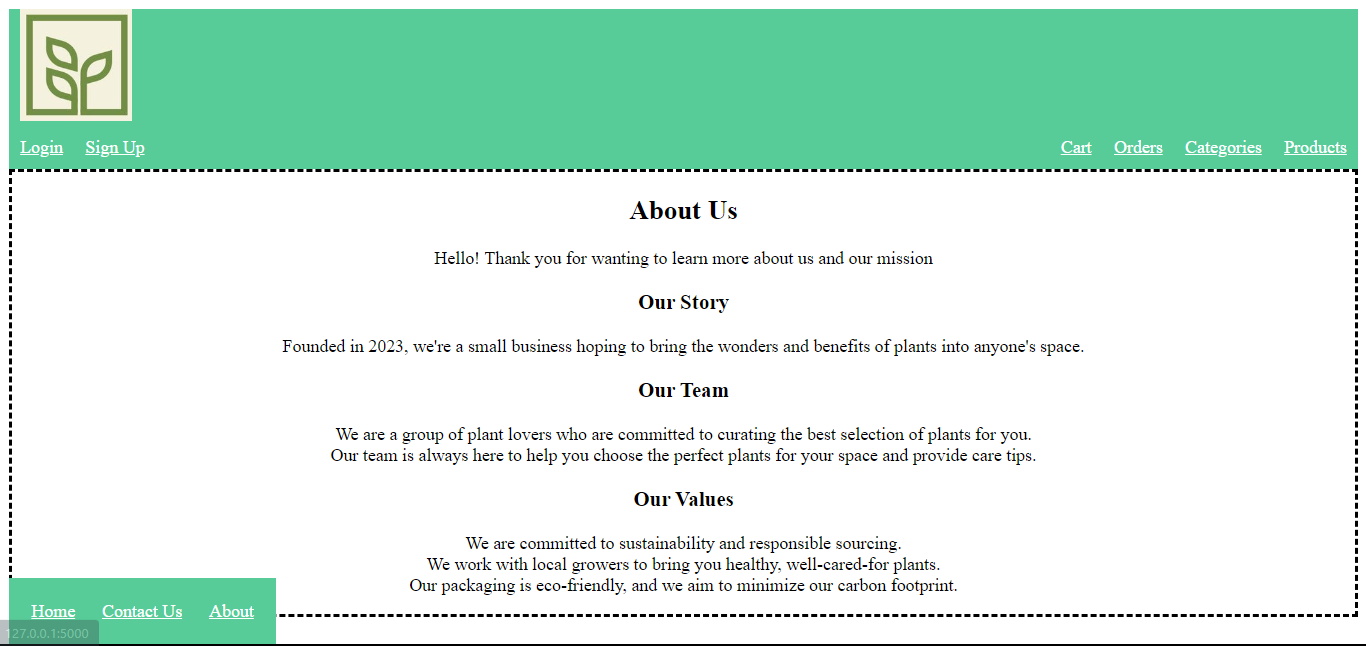 Login Sign Up Cart Orders Categories Products
About Us
Hello! Thank you for wanting to learn more about us and our mission
Our Story
Founded in 2023, we're a small business hoping to bring the wonders and benefits of plants into anyone's space.
Our Team
We are a group of plant lovers who are committed to curating the best selection of plants for you.
Our team is always here to help you choose the perfect plants for your space and provide care tips.
Our Values
We are committed to sustainability and responsible sourcing.
We work with local growers to bring you healthy, well-cared-for plants.
Our packaging is eco-friendly, and we aim to minimize our carbon footprint.
Home Contact Us About
127.0.0.1:5000